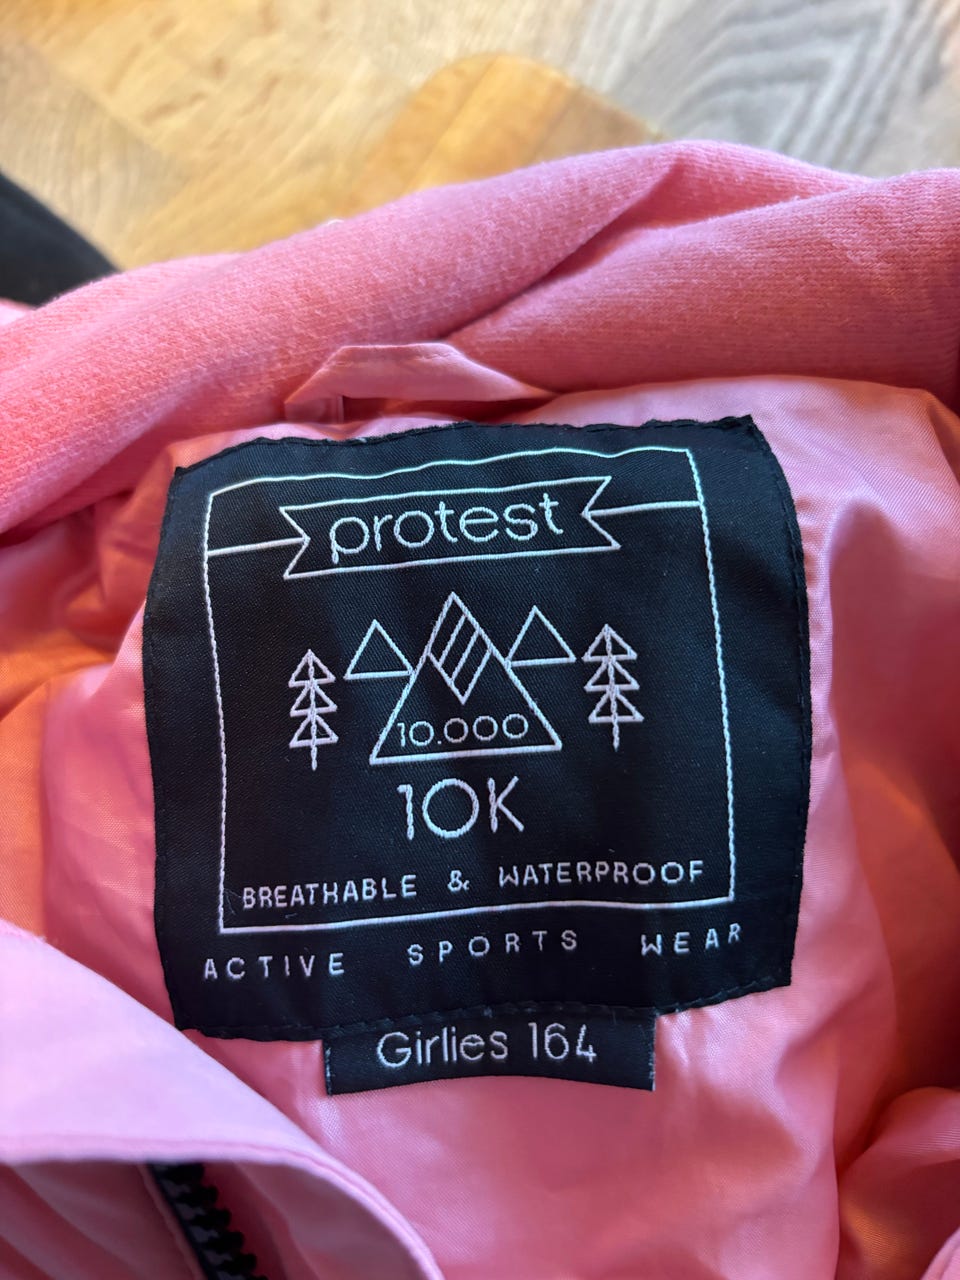 protest
10.000
10K
BREATHABLE & WATERPROOF
ACTIVE SPORTS WEAR
Girlies 164